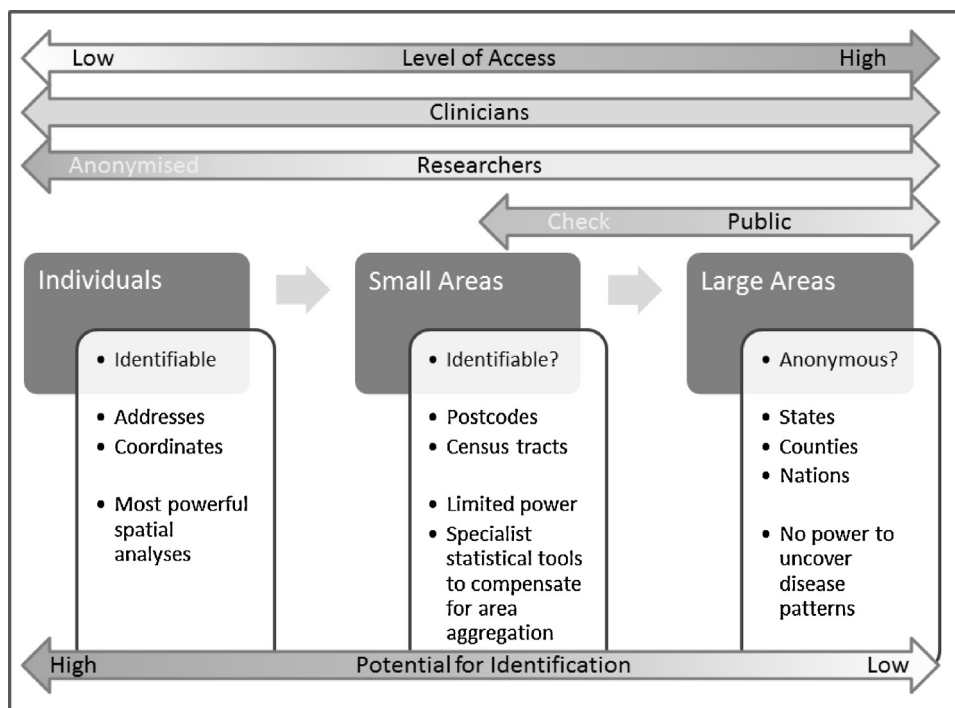 Low Level of Access High
Clinicians
Anonymised Researchers
Check Public
Individuals
Small Areas
Large Areas
• Identifiable
• Addresses
• Coordinates
• Most powerful
spatial
analyses
• Identifiable?
• Postcodes
• Census tracts
• Limited power
• Specialist
statistical tools
to compensate
for area
aggregation
• Anonymous?
• States
• Counties
• Nations
• No power to
uncover
disease
patterns
High Potential for Identification Low